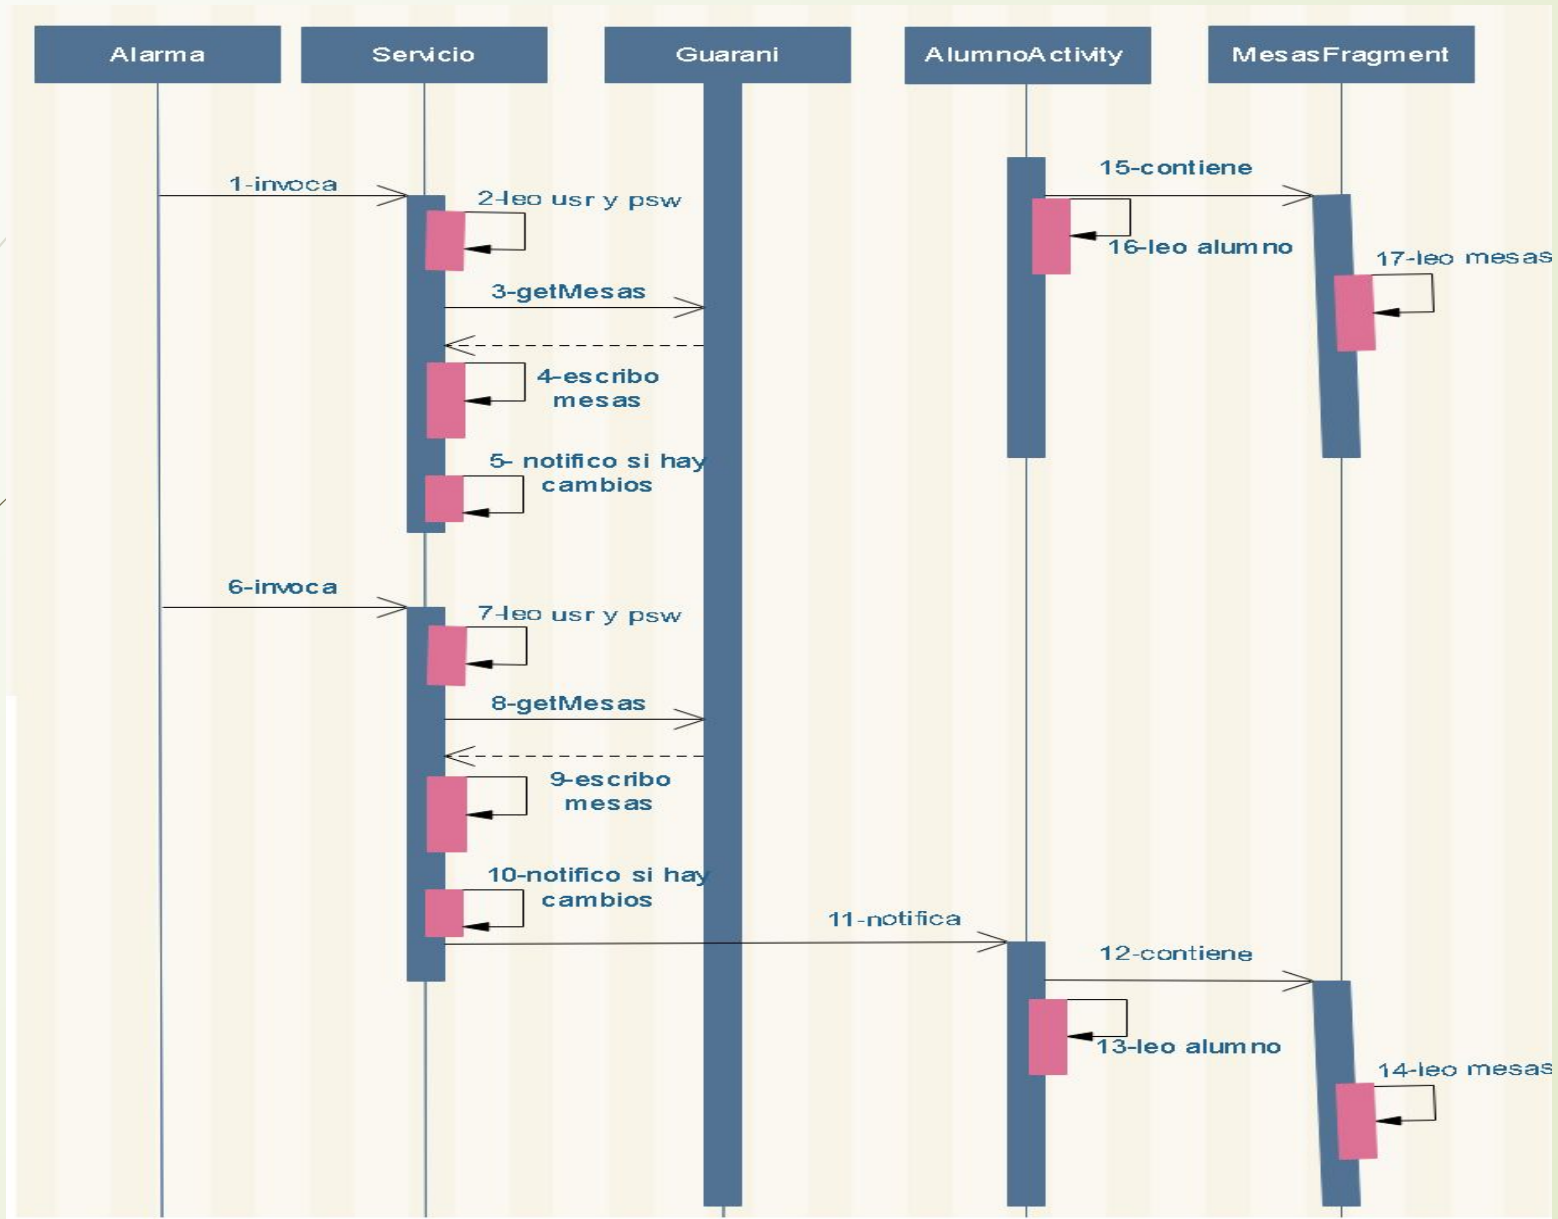 Alarma
Servicio
Guarani
AlumnoActivity
MesasFragment
1-invoca
2-leo usr y psw
3-getMesas
4-escribo
mesas
5- notifico si hay
cambios
6-invoca
7-leo usr y psw
8-getMesas
9-escribo
mesas
10-notifico si hay
cambios
11-notifica
12-contiene
13-leo alumno
14-leo mesas
15-contiene
16-leo alumno
17-leo mesas